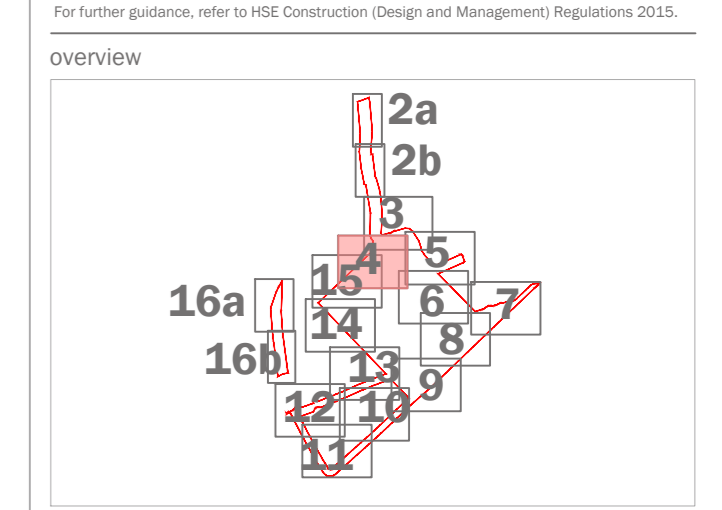 For further guidance, refer to HSE Construction (Design and Management) Regulations 2015.
overview
2a
2b
3
4
5
15
16a
6
7
14
8
16b
13
9
12
10
11